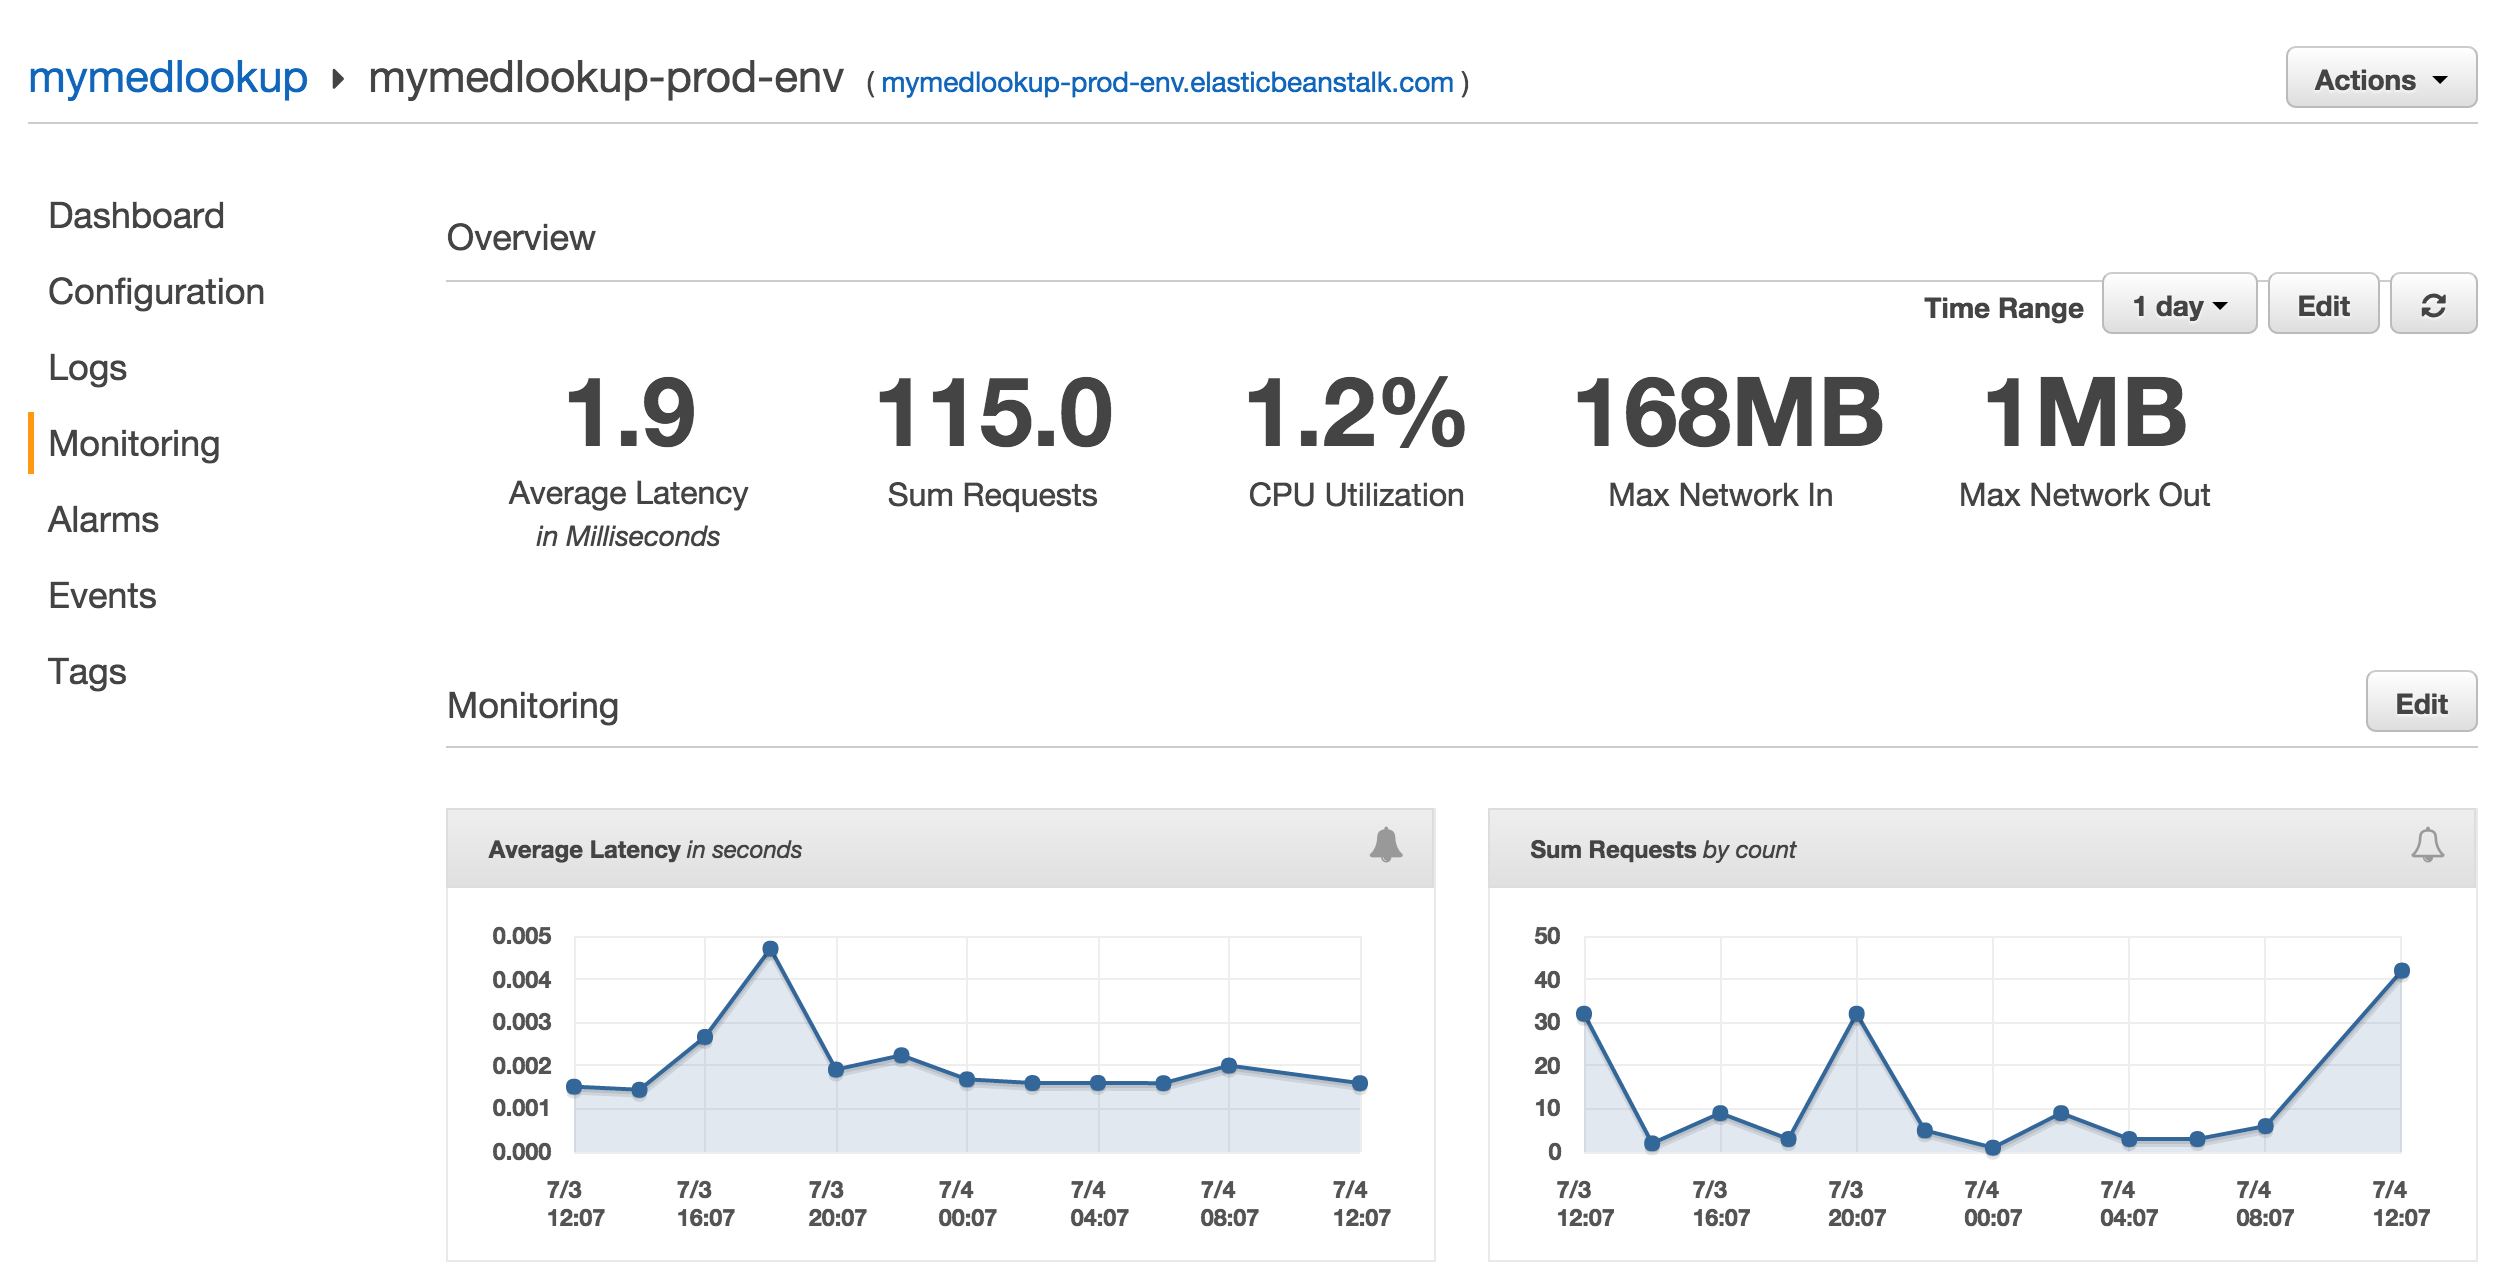 mymedlookup mymedlookup-prod-env ( mymedlookup-prod-env.elasticbeanstalk.com )
Actions
Dashboard
Configuration
Logs
Monitoring
Alarms
Events
Tags
Overview
Time Range 1 day Edit
1.9 115.0 1.2% 168MB 1MB
Average Latency Sum Requests CPU Utilization Max Network In Max Network Out
in Milliseconds
Monitoring
Edit
Average Latency in seconds
0.005
0.004
0.003
0.002
0.001
0.000
7/3 7/3 7/3 7/4 7/4 7/4 7/4
12:07 16:07 20:07 00:07 04:07 08:07 12:07
Sum Requests by count
50
40
30
20
10
0
7/3 7/3 7/3 7/4 7/4 7/4 7/4
12:07 16:07 20:07 00:07 04:07 08:07 12:07